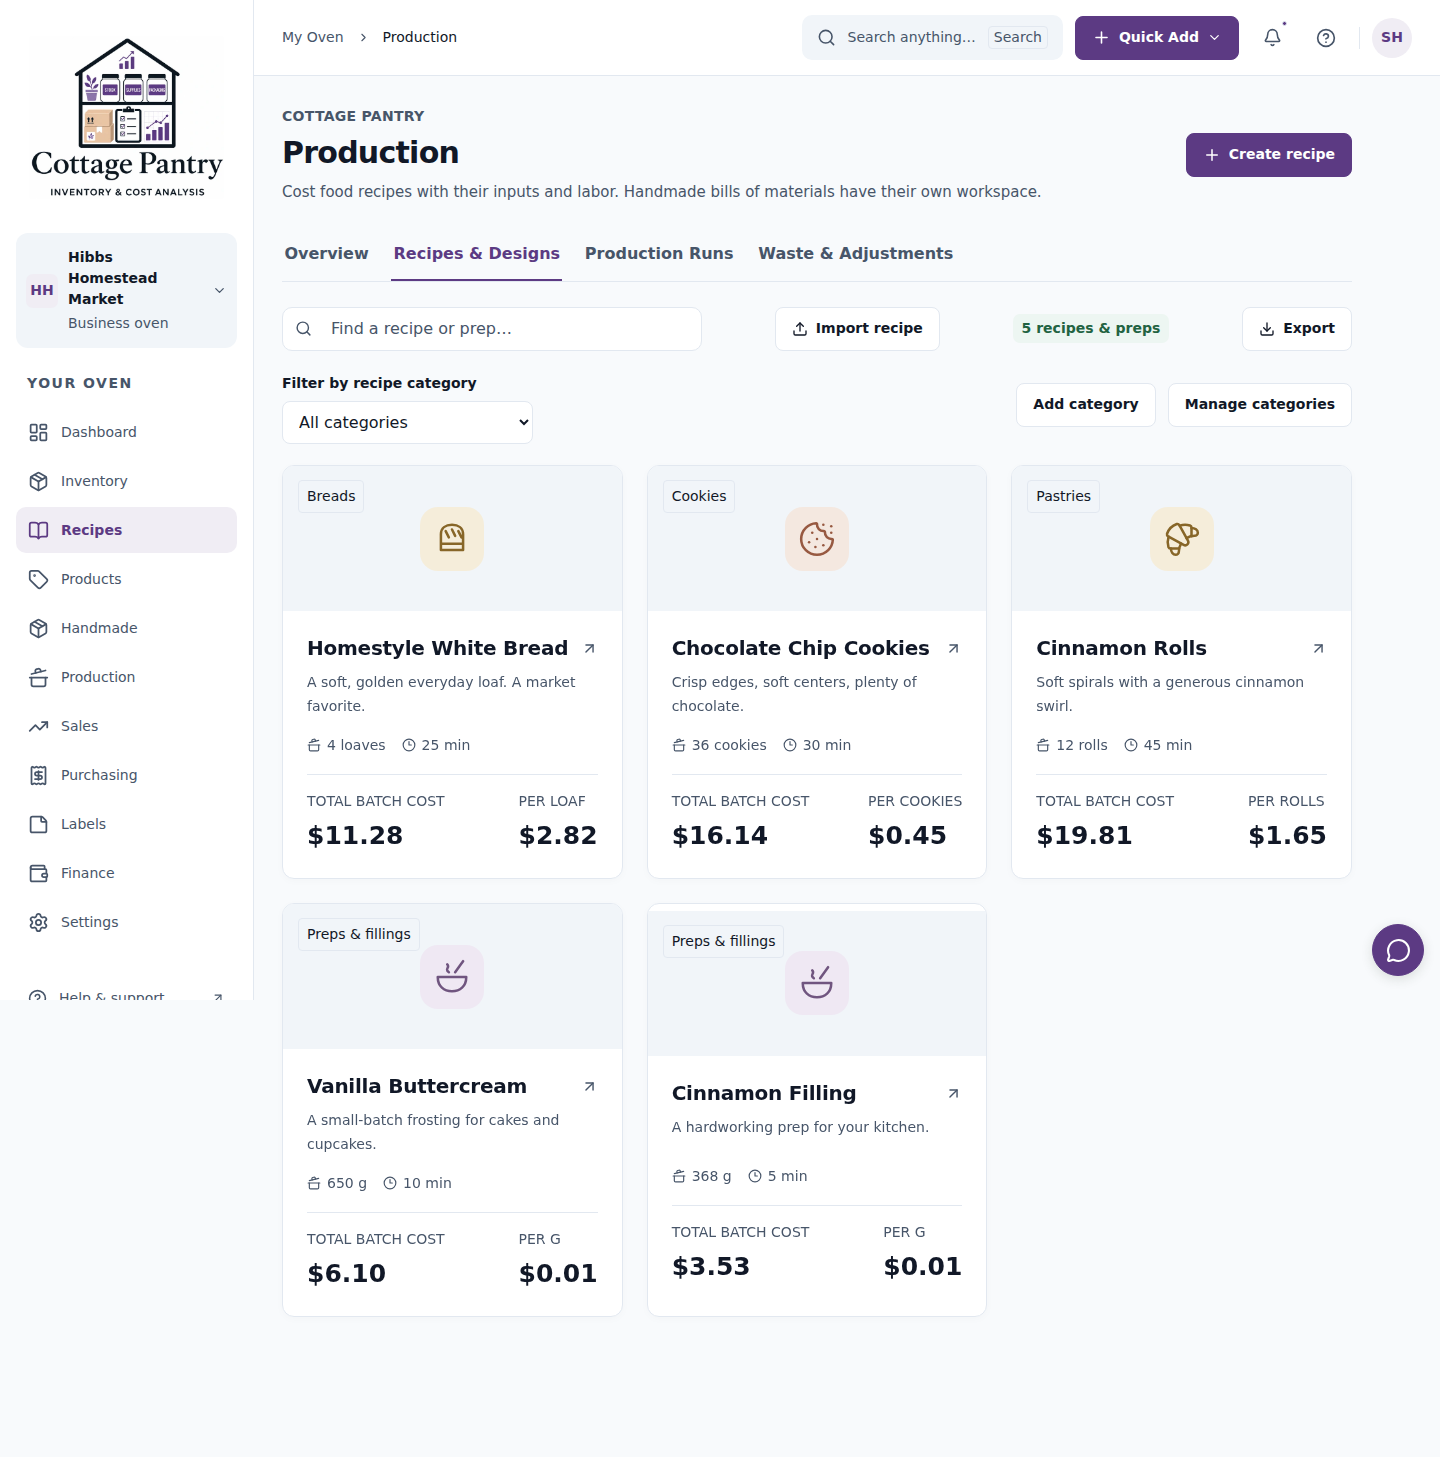 Cottage Pantry
INVENTORY & COST ANALYSIS
HH
Hibbs
Homestead
Market
Business oven
YOUR OVEN
Dashboard
Inventory
Recipes
Products
Handmade
Production
Sales
Purchasing
Labels
Finance
Settings
Help & support
My Oven > Production
Search anything... Search
Quick Add
SH
COTTAGE PANTRY
Production
Cost food recipes with their inputs and labor. Handmade bills of materials have their own workspace.
Create recipe
Overview Recipes & Designs Production Runs Waste & Adjustments
Find a recipe or prep...
Import recipe
5 recipes & preps
Export
Filter by recipe category
All categories
Add category
Manage categories
Breads
Homestyle White Bread
A soft, golden everyday loaf. A market
favorite.
4 loaves 25 min
TOTAL BATCH COST PER LOAF
$11.28 $2.82
Cookies
Chocolate Chip Cookies
Crisp edges, soft centers, plenty of
chocolate.
36 cookies 30 min
TOTAL BATCH COST PER COOKIES
$16.14 $0.45
Pastries
Cinnamon Rolls
Soft spirals with a generous cinnamon
swirl.
12 rolls 45 min
TOTAL BATCH COST PER ROLLS
$19.81 $1.65
Preps & fillings
Vanilla Buttercream
A small-batch frosting for cakes and
cupcakes.
650 g 10 min
TOTAL BATCH COST PER G
$6.10 $0.01
Preps & fillings
Cinnamon Filling
A hardworking prep for your kitchen.
368 g 5 min
TOTAL BATCH COST PER G
$3.53 $0.01